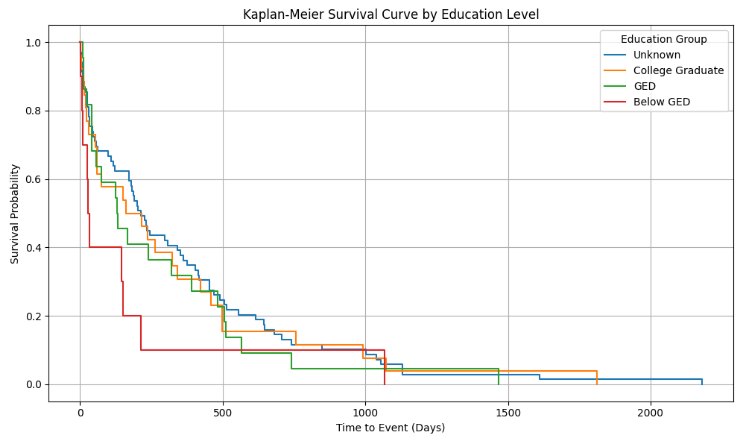 Kaplan-Meier Survival Curve by Education Level
Education Group
Unknown
College Graduate
GED
Below GED
Survival Probability
1.0
0.8
0.6
0.4
0.2
0.0
0
500
1000
1500
2000
Time to Event (Days)